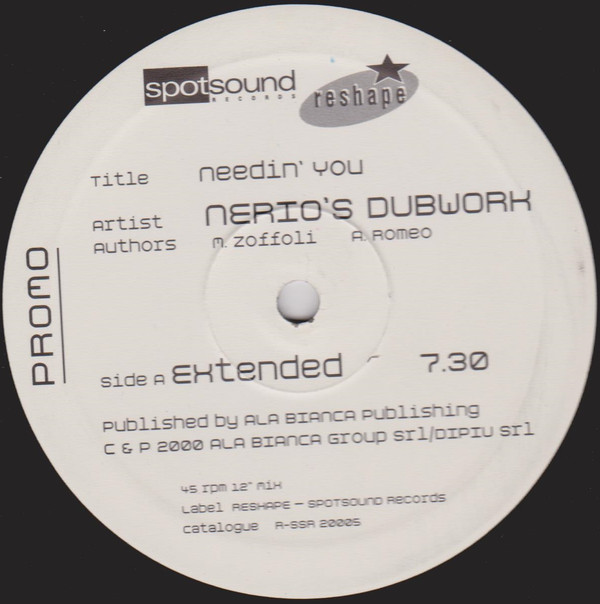 spotsound
RECORDS
reshape
Title needin' you
Artist NERIO'S DUBWORK
Authors M. Zoffoli A. Romeo
PROMO
side A Extended 7.30
Published by ALA BIANCA Publishing
C & P 2000 ALA BIANCA Group srl/DIPIU srl
45 rpm 12" mix
Label RESHAPE - SPOTSOUND Records
Catalogue R-SSR 20005